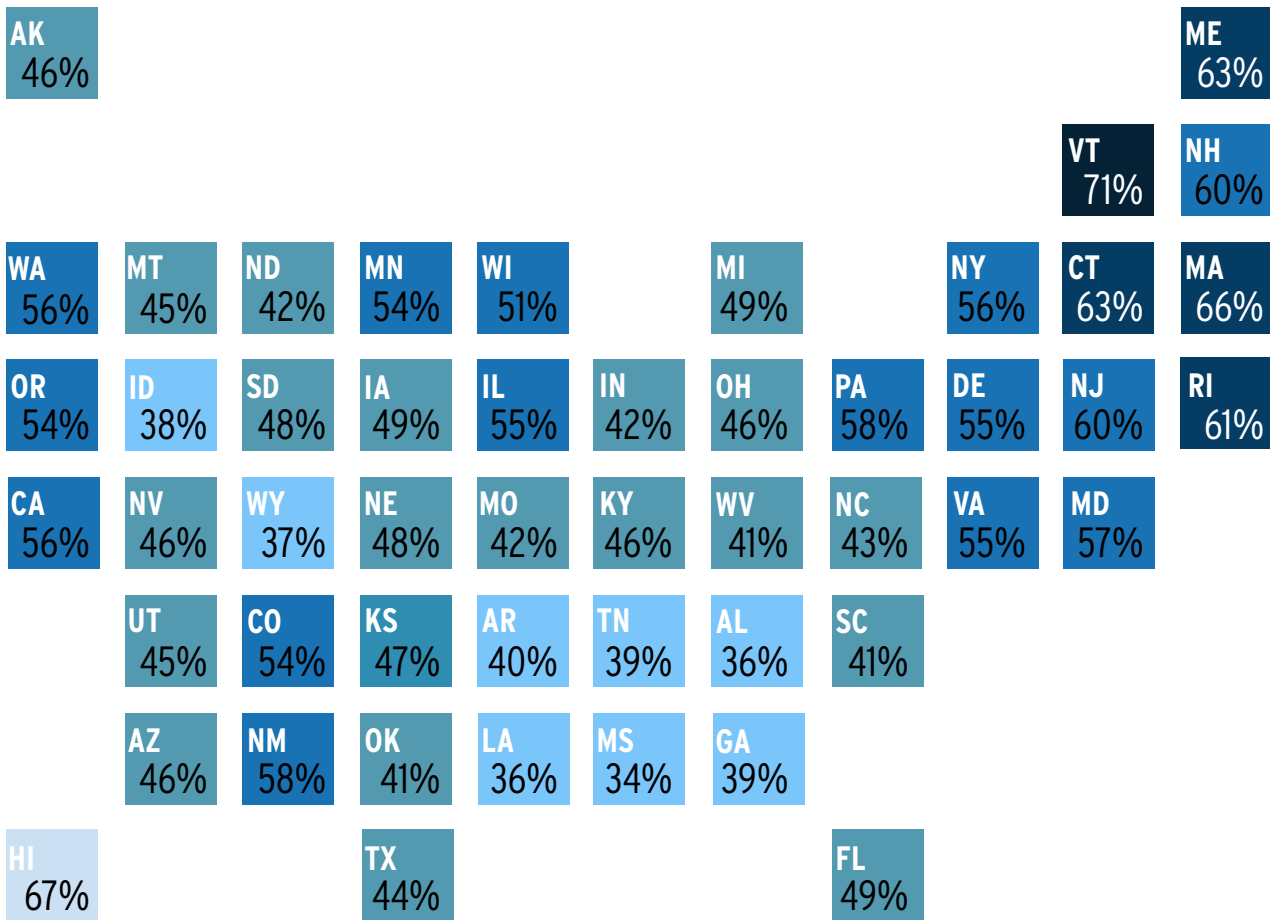 AK
46%
ME
63%
VT
71%
NH
60%
WA
56%
MT
45%
ND
42%
MN
54%
WI
51%
MI
49%
NY
56%
CT
63%
MA
66%
OR
54%
ID
38%
SD
48%
IA
49%
IL
55%
IN
42%
OH
46%
PA
58%
DE
55%
NJ
60%
RI
61%
CA
56%
NV
46%
WY
37%
NE
48%
MO
42%
KY
46%
WV
41%
NC
43%
VA
55%
MD
57%
UT
45%
CO
54%
KS
47%
AR
40%
TN
39%
AL
36%
SC
41%
AZ
46%
NM
58%
OK
41%
LA
36%
MS
34%
GA
39%
HI
67%
TX
44%
FL
49%